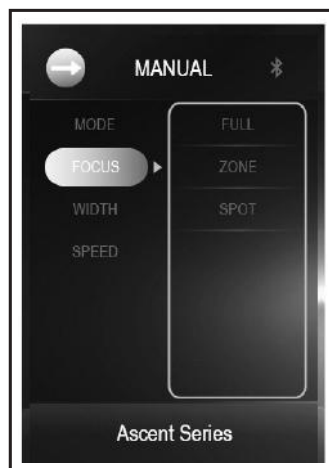 MANUAL
MODE
FOCUS
WIDTH
SPEED
FULL
ZONE
SPOT
Ascent Series